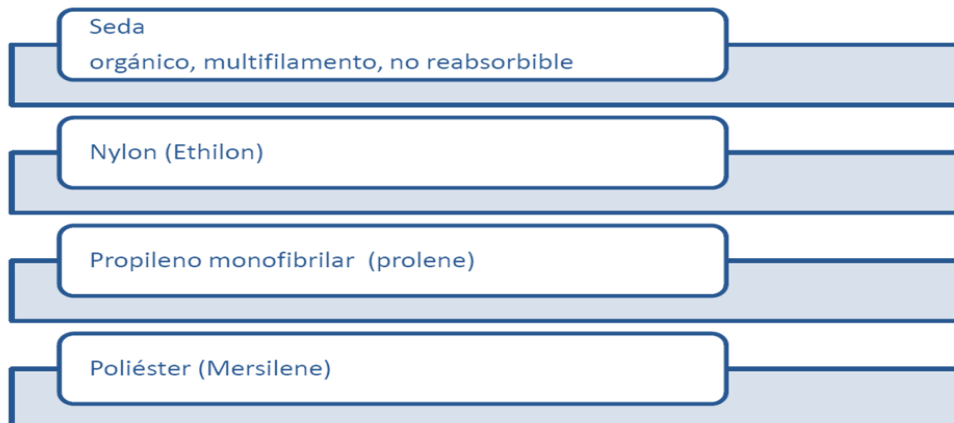 Seda
orgánico, multifilamento, no reabsorbible
Nylon (Ethilon)
Propileno monofibrilar (prolene)
Poliéster (Mersilene)